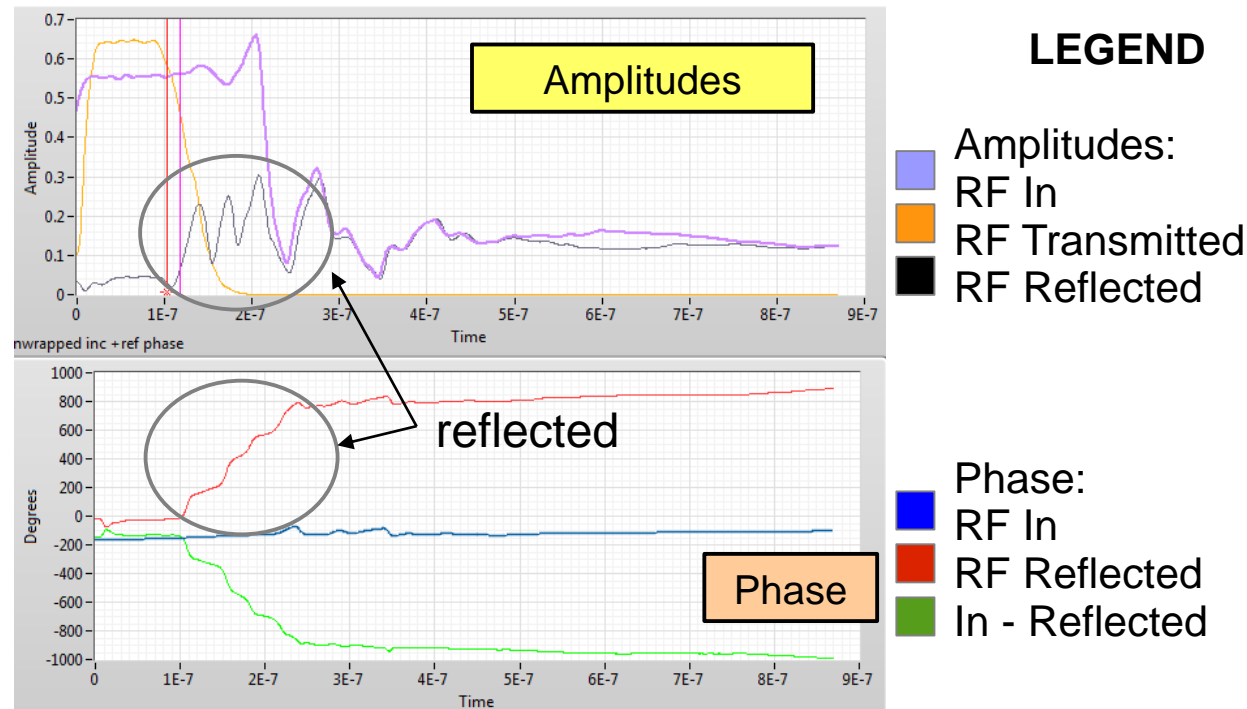 0.7
0.6
0.5
0.4
0.3
0.2
0.1
0
Amplitude
Amplitudes
0
1E-7
2E-7
3E-7
4E-7
5E-7
6E-7
7E-7
8E-7
9E-7
Time
nwrapped inc +ref phase
1000
800
600
400
200
0
-200
-400
-600
-800
-1000
Degrees
reflected
Phase
0
1E-7
2E-7
3E-7
4E-7
5E-7
6E-7
7E-7
8E-7
9E-7
Time
LEGEND
Amplitudes:
RF In
RF Transmitted
RF Reflected
Phase:
RF In
RF Reflected
In - Reflected